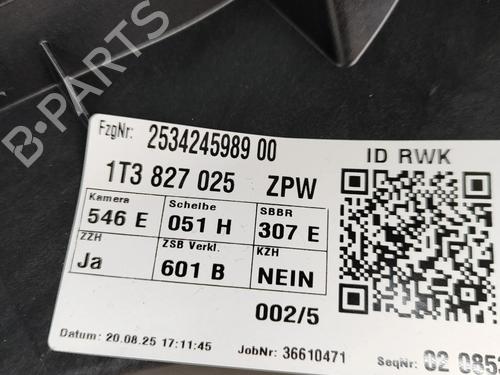 B-PARTS
FzgNr: 2534245989 00
ID RWK
1T3 827 025 ZPW
Kamera Scheibe SBBR
546 E 051 H 307 E
ZZH ZSB Verkl. KZH
Ja 601 B NEIN
002/5
Datum: 20.08.25 17:11:45 JobNr: 36610471 SeqNr: 02